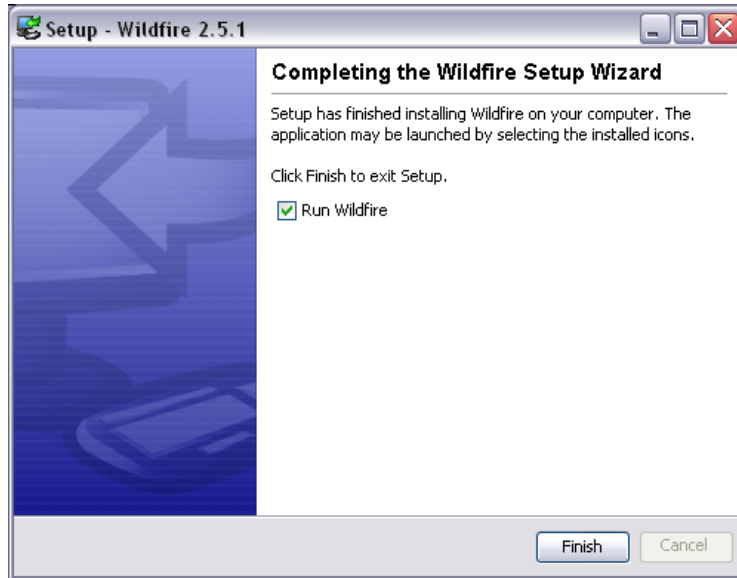 Setup - Wildfire 2.5.1
Completing the Wildfire Setup Wizard
Setup has finished installing Wildfire on your computer. The
application may be launched by selecting the installed icons.
Click Finish to exit Setup.
Run Wildfire
Finish
Cancel